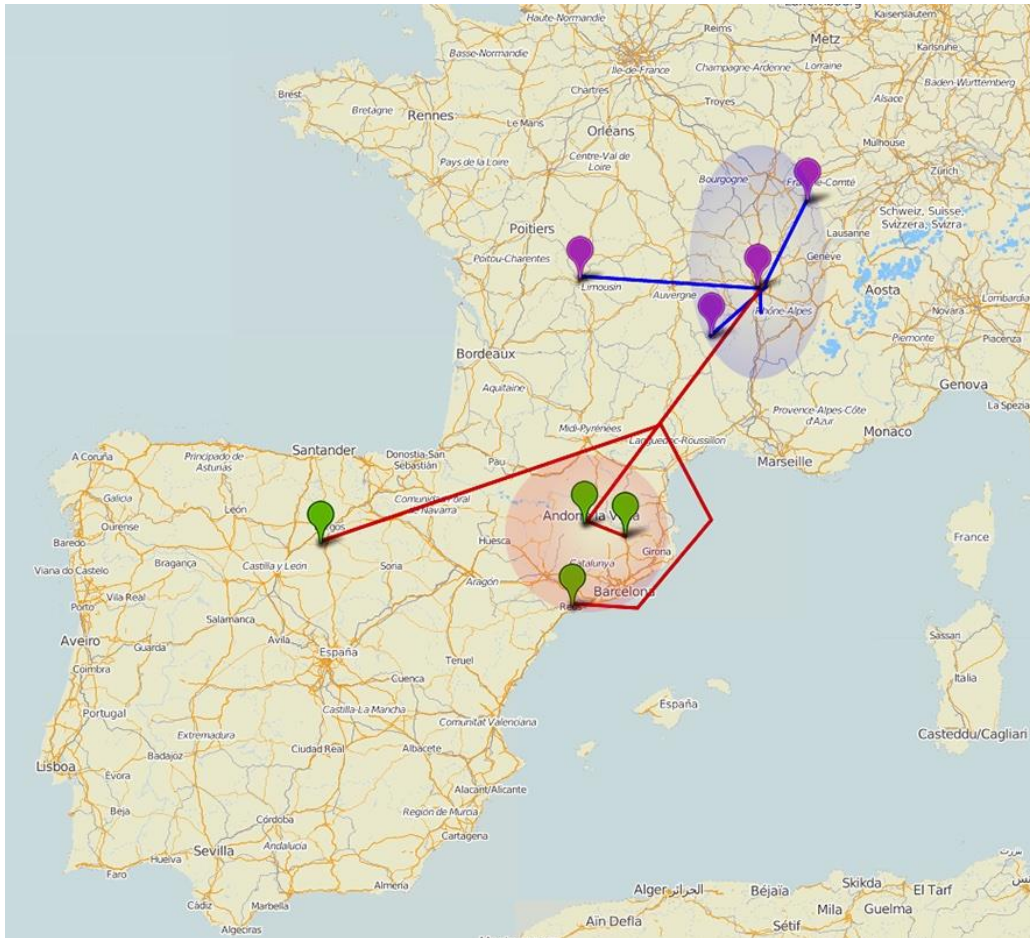 Haute-Normandie
Reims
Kaiserslautern
Metz
Basse-Normandie
Karlsruhe
Ile-de-France
Champagne-Ardenne
Lorraine
Baden-Württemberg
Brest
Chartres
Alsace
Bretagne
Rennes
Troyes
Le Mans
Orléans
Mulhouse
Pays de la Loire
Centre-Val de
Loire
Zürich
Bourgogne
Schweiz, Suisse,
Svizzera, Svizra
Poitiers
Lausanne
Poitou-Charentes
Genève
Limousin
Auvergne
Aosta
Lombardia
Rhône-Alpes
Novara
Piemonte
Piacenza
Bordeaux
Aquitaine
Genova
La Spezia
Provence-Alpes-Côte
d'Azur
Midi-Pyrénées
Monaco
Languedoc-Roussillon
A Coruña
Principado de
Asturias
Santander
Donostia-San
Sebastián
Pau
Marseille
Galicia
León
Comunidad Foral
de Navarra
Ourense
Huesca
France
Baredo
Girona
Viana do Castelo
Bragança
Castilla y León
Soria
Catalunya
Aragón
Porto
Vila Real
Barcelona
Reus
Salamanca
Aveiro
Guarda
Ávila
España
Teruel
Sassari
Coimbra
Cuenca
Italia
Portugal
Castilla-La Mancha
España
Comunitat Valenciana
Extremadura
Casteddu/Cagliari
Lisboa
Badajoz
Ciudad Real
Albacete
Évora
Alacant/Alicante
Beja
Región de Murcia
Córdoba
Cartagena
Sevilla
Andalucía
Huelva
Faro
Almería
Cádiz
Marbella
Algeciras
Alger الجزائر
Béjaïa
Skikda
El Tarf
بنزرت
Aïn Defla
Mila
Guelma
Sétif